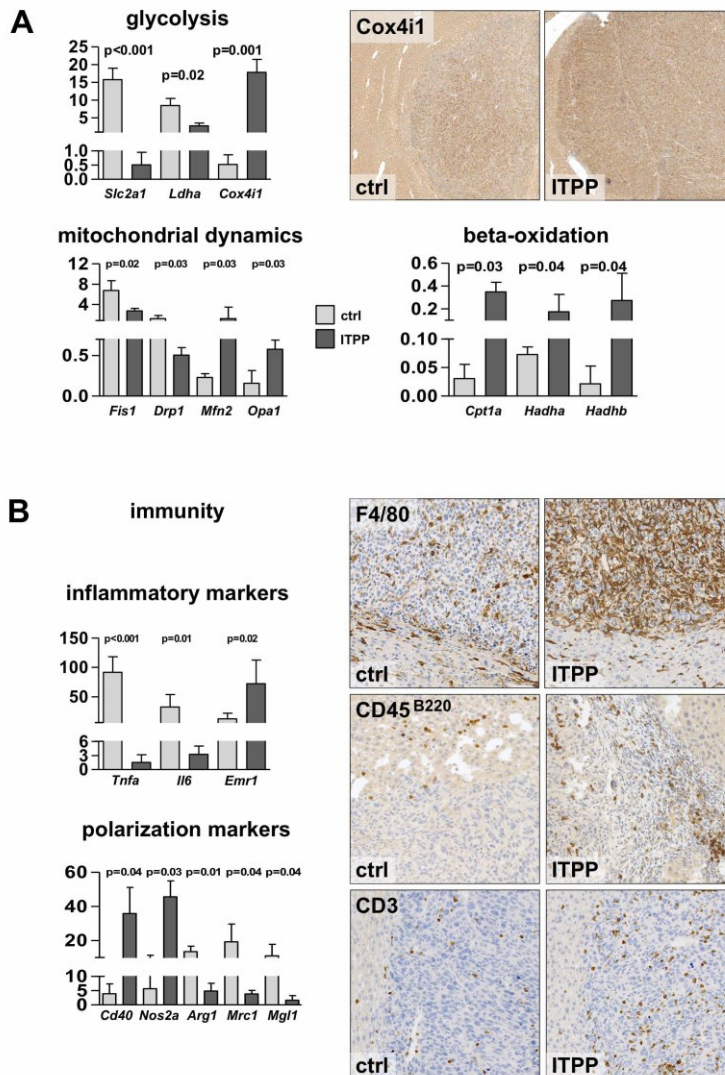 A
glycolysis
p<0.001 p=0.02 p=0.001
20
15
10
5
1.0
0.5
0.0
Slc2a1 Ldha Cox4i1
Cox4i1
ctrl
ITPP
mitochondrial dynamics
p=0.02 p=0.03 p=0.03 p=0.03
12
8
4
0.5
0.0
Fis1 Drp1 Mfn2 Opa1
ctrl
ITPP
beta-oxidation
p=0.03 p=0.04 p=0.04
0.6
0.4
0.2
0.10
0.05
0.00
Cpt1a Hadha Hadhb
B
immunity
inflammatory markers
p<0.001 p=0.01 p=0.02
150
100
50
6
3
0
Tnfa Il6 Emr1
polarization markers
p=0.04 p=0.03 p=0.01 p=0.04 p=0.04
60
40
20
10
5
0
Cd40 Nos2a Arg1 Mrc1 Mgl1
F4/80
ctrl
ITPP
CD45B220
ctrl
ITPP
CD3
ctrl
ITPP